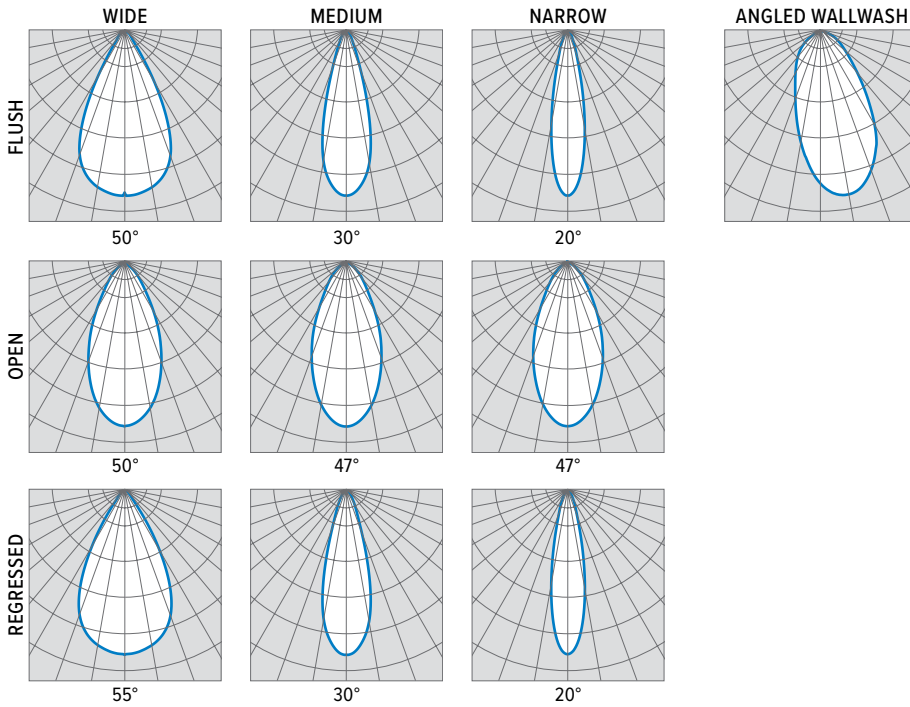 WIDE
MEDIUM
NARROW
ANGLED WALLWASH
FLUSH
50°
30°
20°
OPEN
50°
47°
47°
REGRESSED
55°
30°
20°